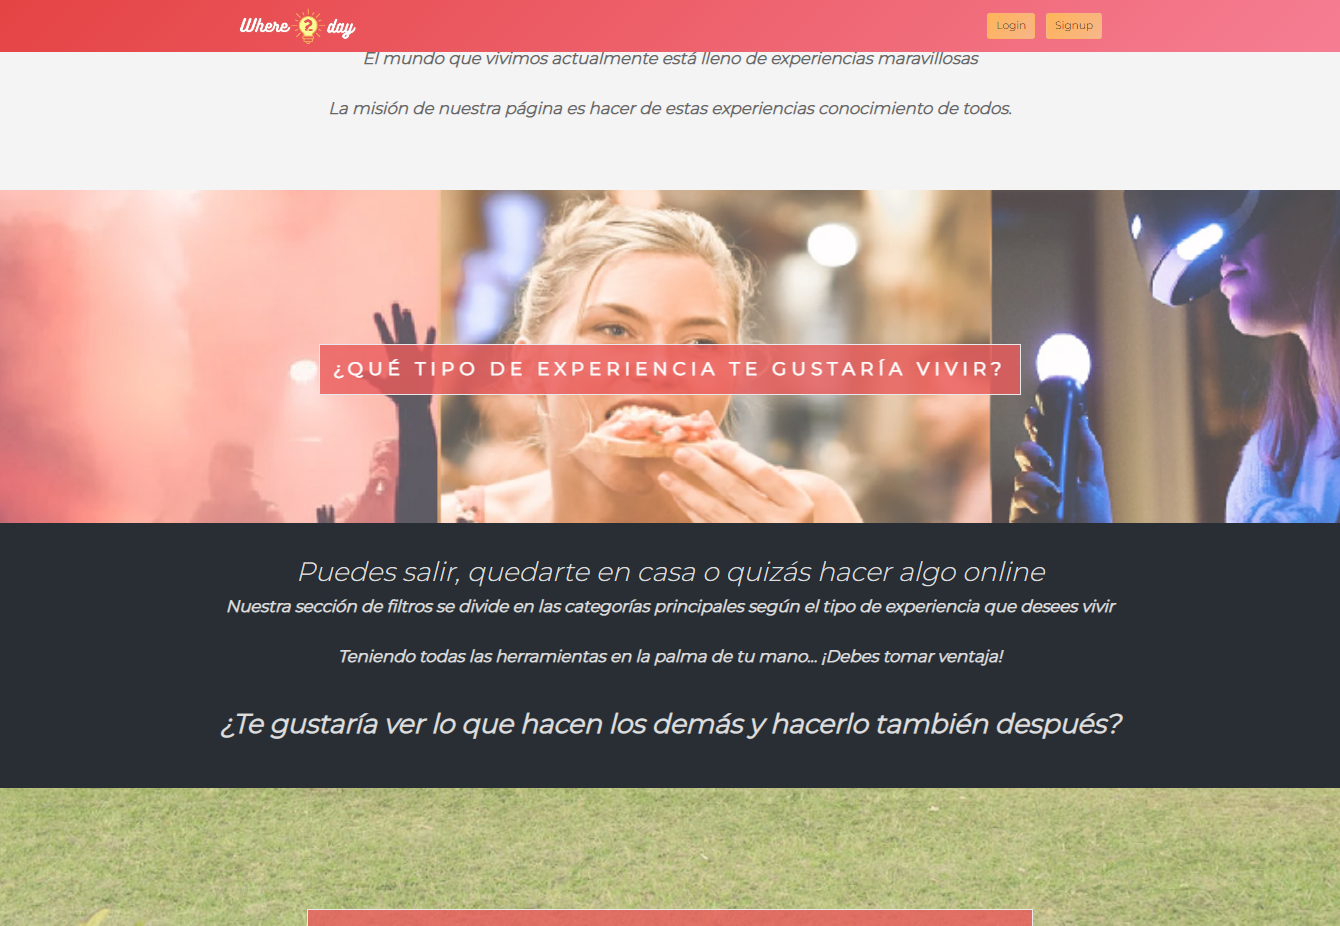 Where 2 day
Login
Signup
El mundo que vivimos actualmente está lleno de experiencias maravillosas
La misión de nuestra página es hacer de estas experiencias conocimiento de todos.
¿QUÉ TIPO DE EXPERIENCIA TE GUSTARÍA VIVIR?
Puedes salir, quedarte en casa o quizás hacer algo online
Nuestra sección de filtros se divide en las categorías principales según el tipo de experiencia que desees vivir
Teniendo todas las herramientas en la palma de tu mano... ¡Debes tomar ventaja!
¿Te gustaría ver lo que hacen los demás y hacerlo también después?